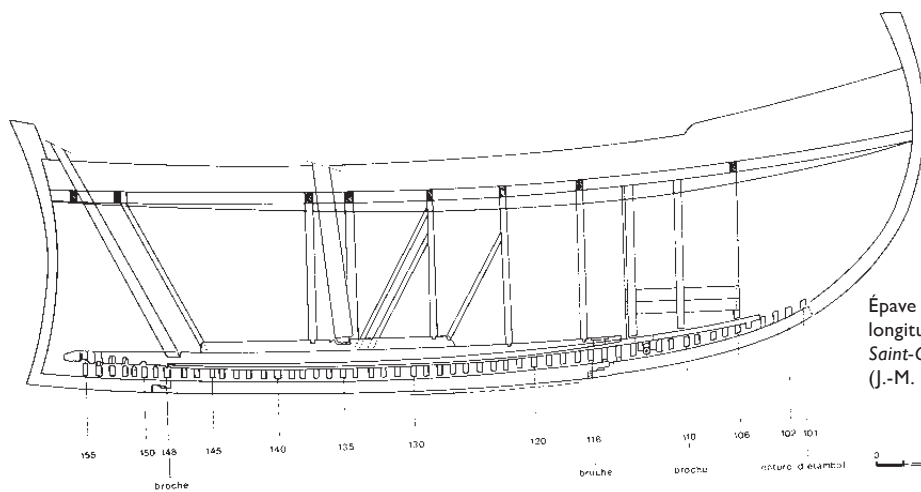 Épave
longitu
Saint-G
(J.-M.
155 150 148 145 140 135 130 120 116 110 106 102 101
broche broche broche enture d'étambot
0